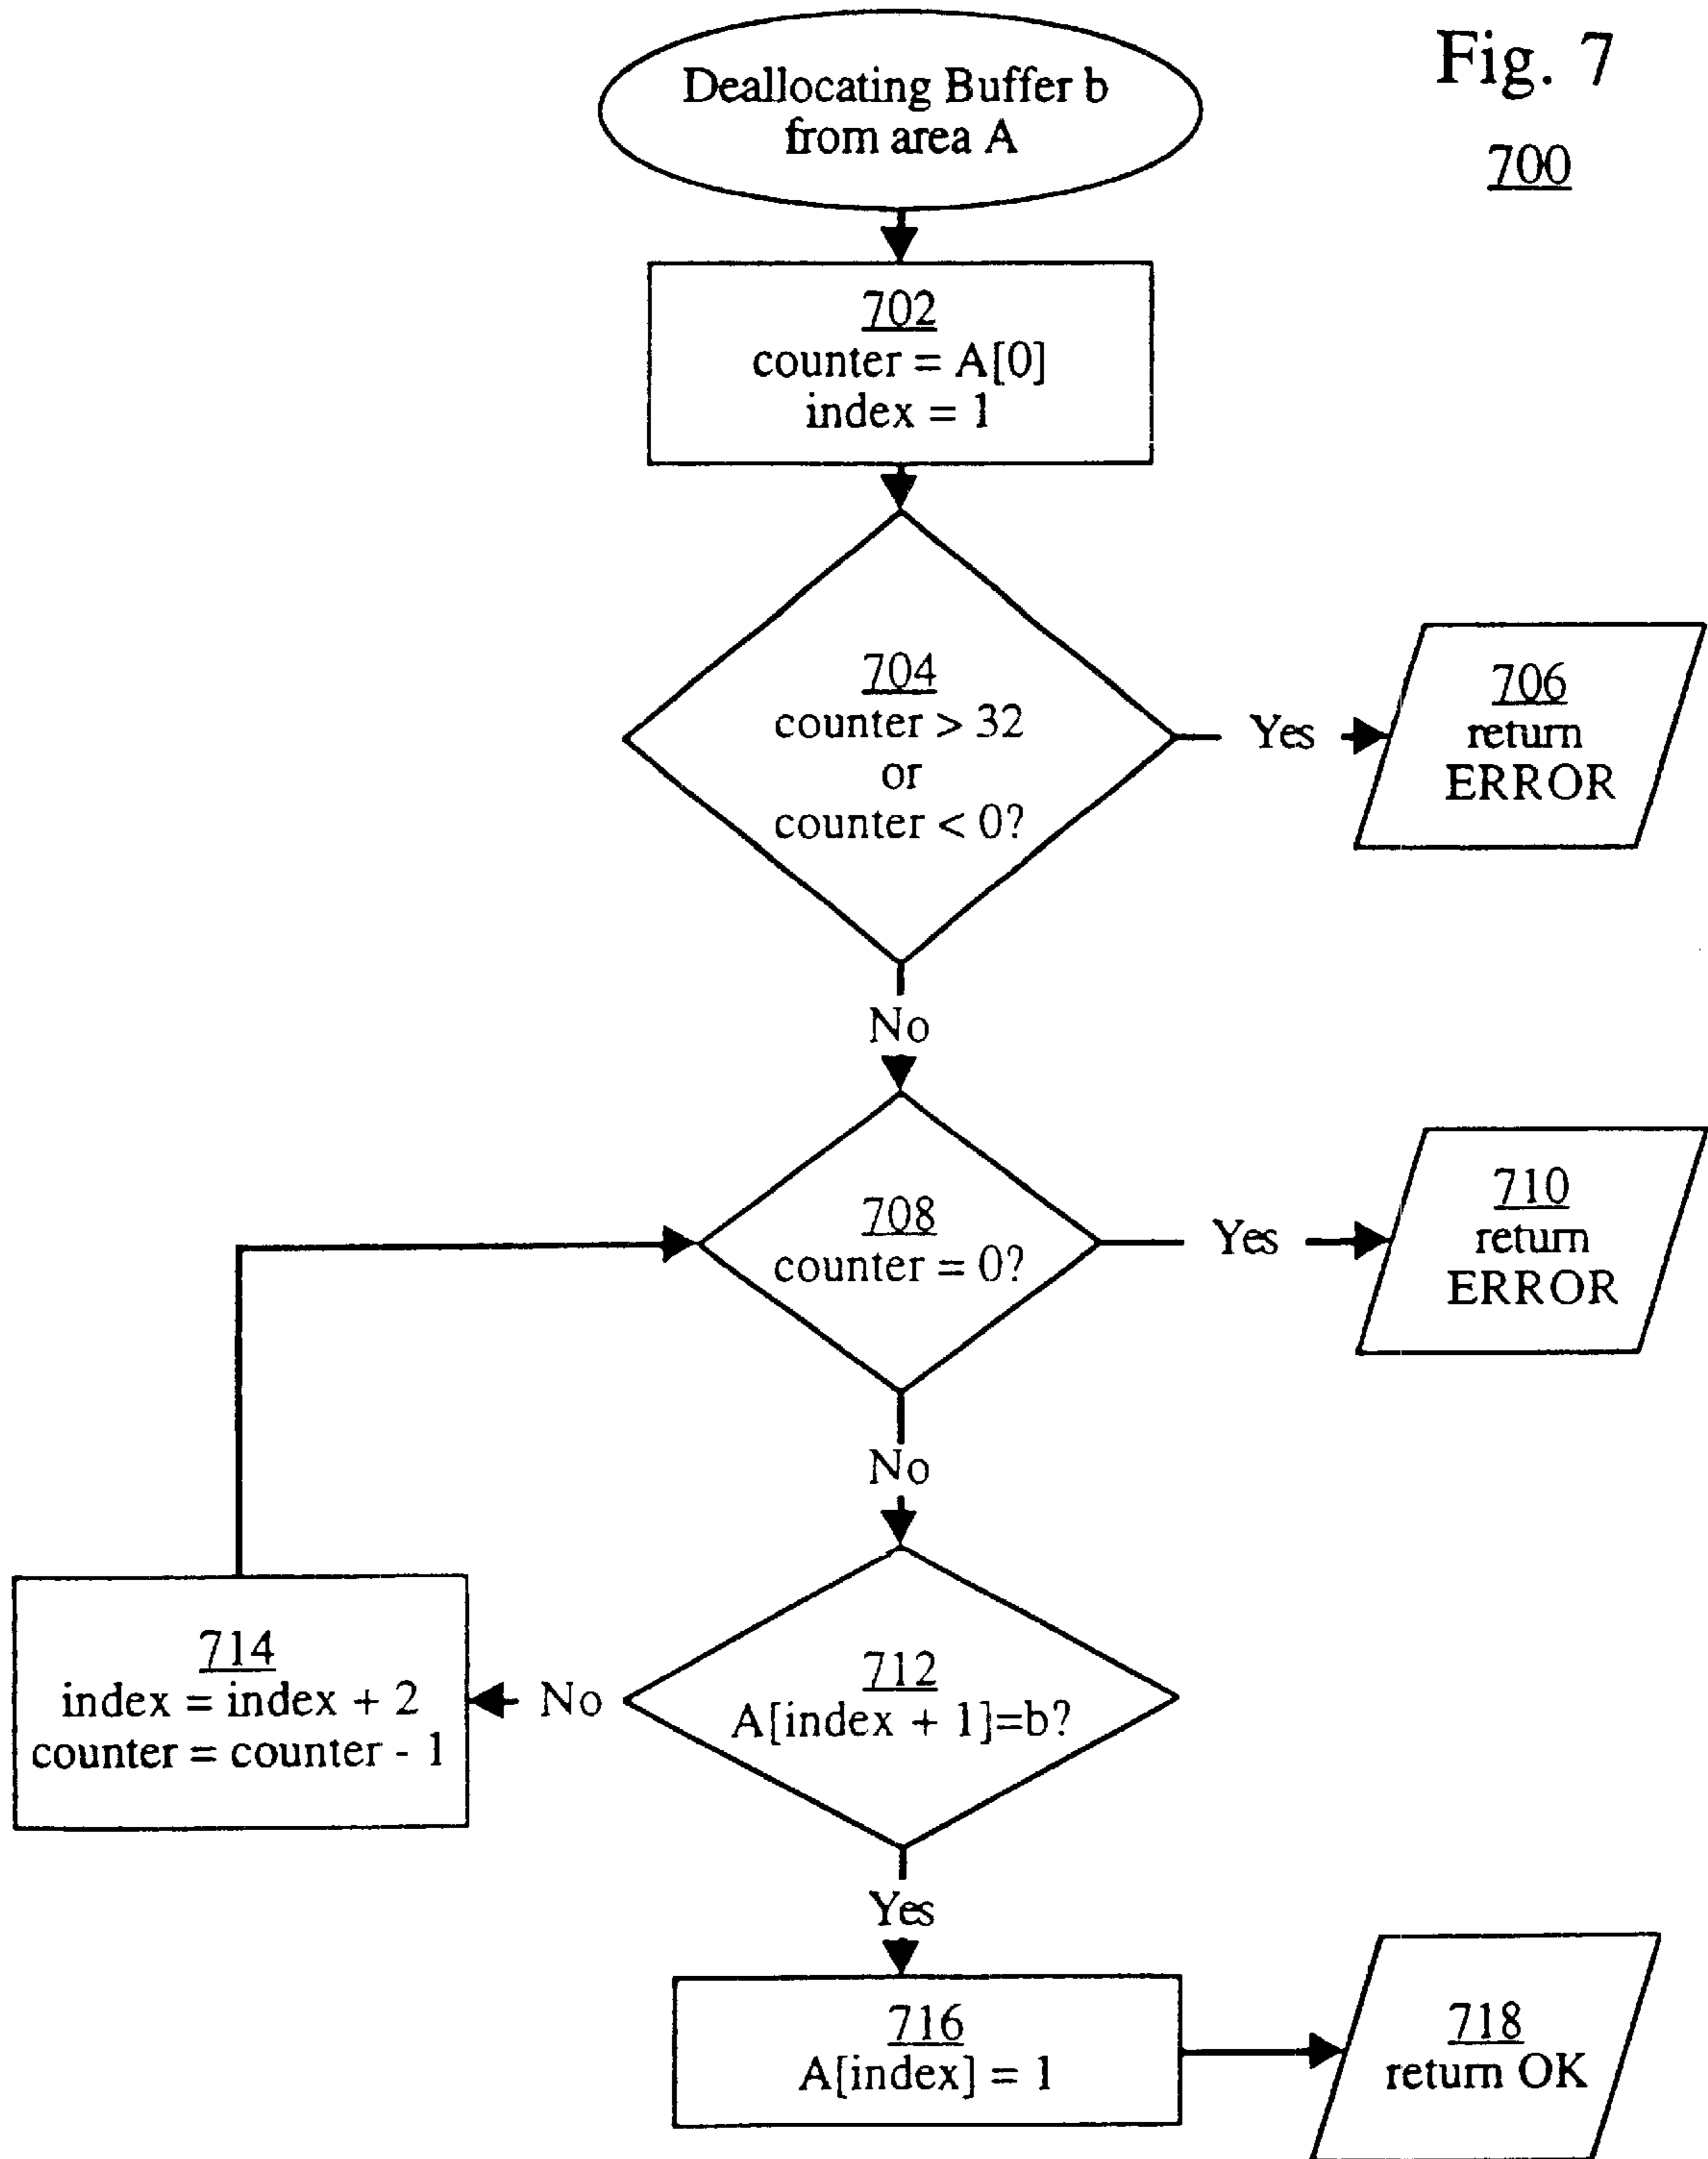 Fig. 7
700
Deallocating Buffer b
from area A
702
counter = A[0]
index = 1
704
counter > 32
or
counter < 0?
Yes
706
return
ERROR
No
708
counter = 0?
Yes
710
return
ERROR
No
712
A[index + 1]=b?
No
714
index = index + 2
counter = counter - 1
Yes
716
A[index] = 1
718
return OK